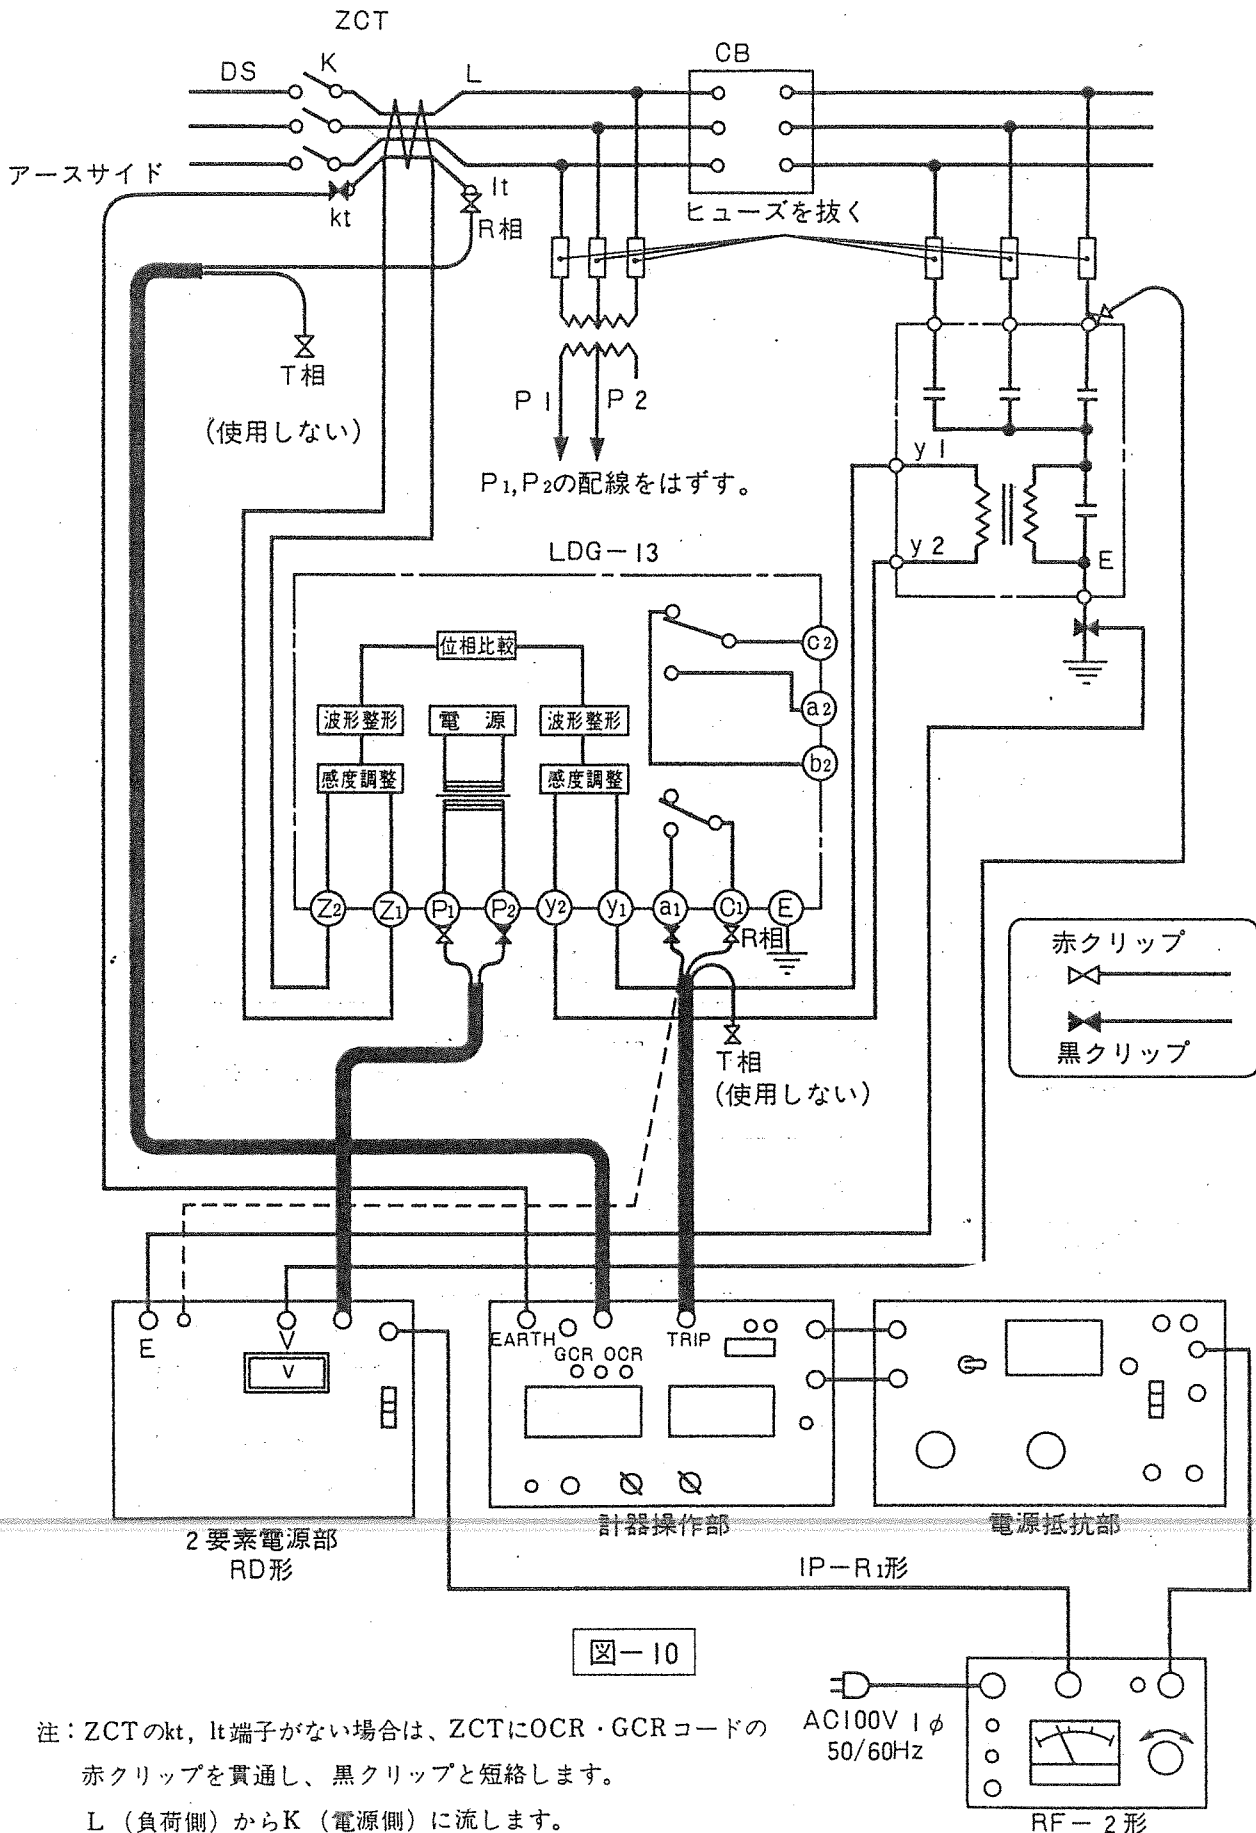 ZCT
DS
K
L
CB
アースサイド
kt
lt
R相
ヒューズを抜く
T相
(使用しない)
P1
P2
P1,P2の配線をはずす。
y1
y2
E
LDG-13
位相比較
波形整形
電源
波形整形
感度調整
感度調整
c2
a2
b2
Z2
Z1
P1
P2
y2
y1
a1
C1
E
R相
T相
(使用しない)
赤クリップ
黒クリップ
E
V
V
EARTH
GCR OCR
TRIP
2要素電源部
RD形
計器操作部
電源抵抗部
IP-R1形
図-10
AC100V 1φ
50/60Hz
RF-2形
注:ZCTのkt, lt端子がない場合は、ZCTにOCR・GCRコードの
赤クリップを貫通し、黒クリップと短絡します。
L (負荷側)からK (電源側)に流します。